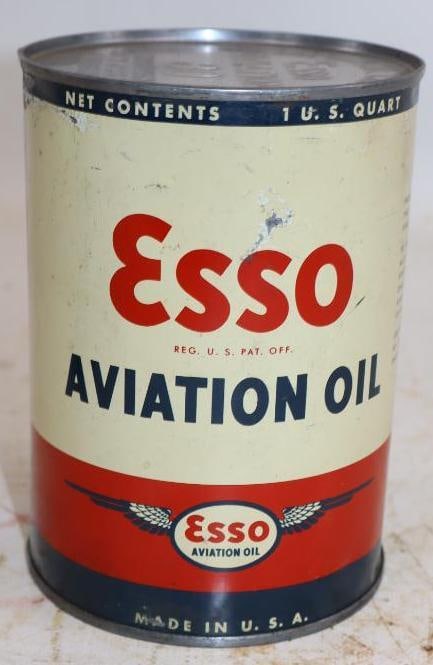 NET CONTENTS 1 U. S. QUART
Esso
REG. U. S. PAT. OFF.
AVIATION OIL
Esso
AVIATION OIL
MADE IN U. S. A.